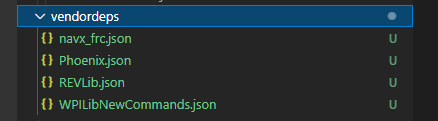 vendordeps
{} navx_frc.json U
{} Phoenix.json U
{} REVLib.json U
{} WPILibNewCommands.json U